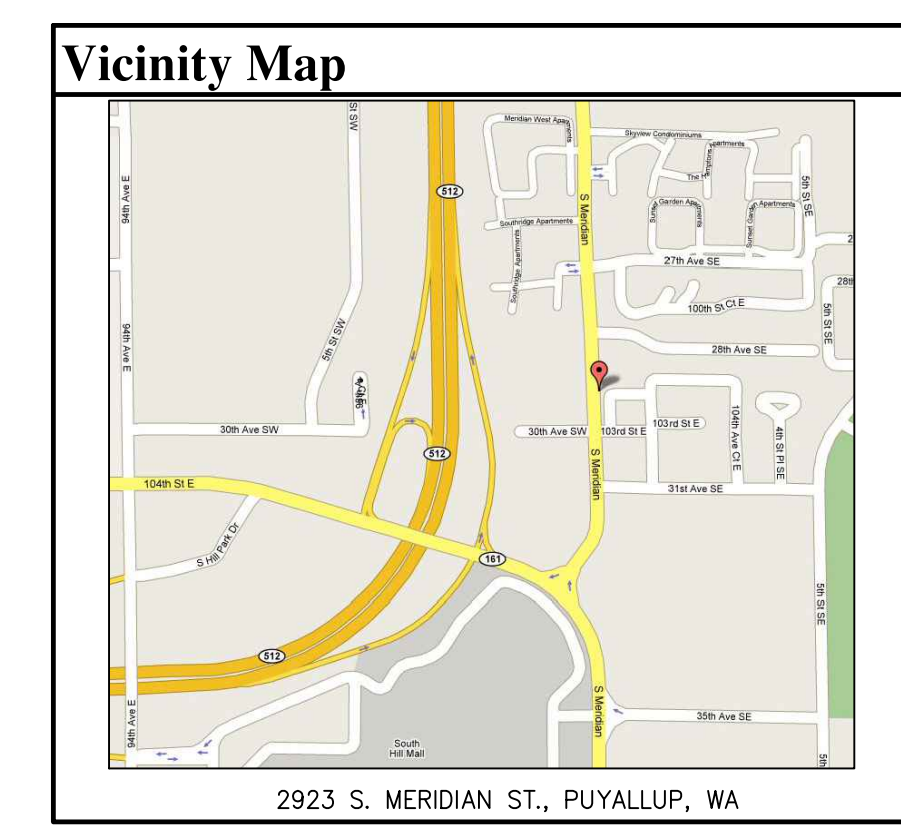 Vicinity Map
St SW
Meridian West Apartments
Skyview Condominiums
The Hamptons Apartments
94th Ave E
512
S Meridian
Sunset Garden Apartments
Sunset Garden Apartments
5th St SE
Southridge Apartments
Southridge Apartments
27th Ave SE
2
28th
100th St Ct E
5th St SE
5th St SW
94th Ave E
28th Ave SE
30th Ave SW
30th Ave SW
103rd St E
103rd St E
104th Ave Ct E
4th St Pl SE
512
S Meridian
104th St E
31st Ave SE
S Hill Park Dr
161
5th St SE
512
94th Ave E
S Meridian
35th Ave SE
South
Hill Mall
5th
2923 S. MERIDIAN ST., PUYALLUP, WA